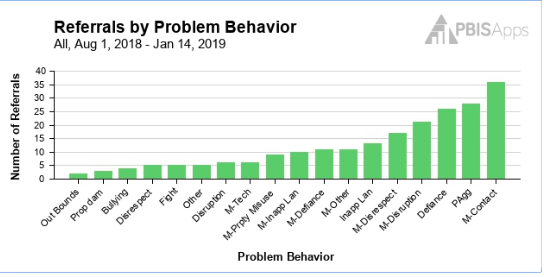 Referrals by Problem Behavior
All, Aug 1, 2018 - Jan 14, 2019
PBISApps
Number of Referrals
40
35
30
25
20
15
10
5
0
Out Bounds
Prop dam
Bullying
Disrespect
Fight
Other
Disruption
M-Tech
M-Prpty Misuse
M-Inapp Lan
M-Defiance
M-Other
Inapp Lan
M-Disrespect
M-Disruption
Defiance
PAgg
M-Contact
Problem Behavior